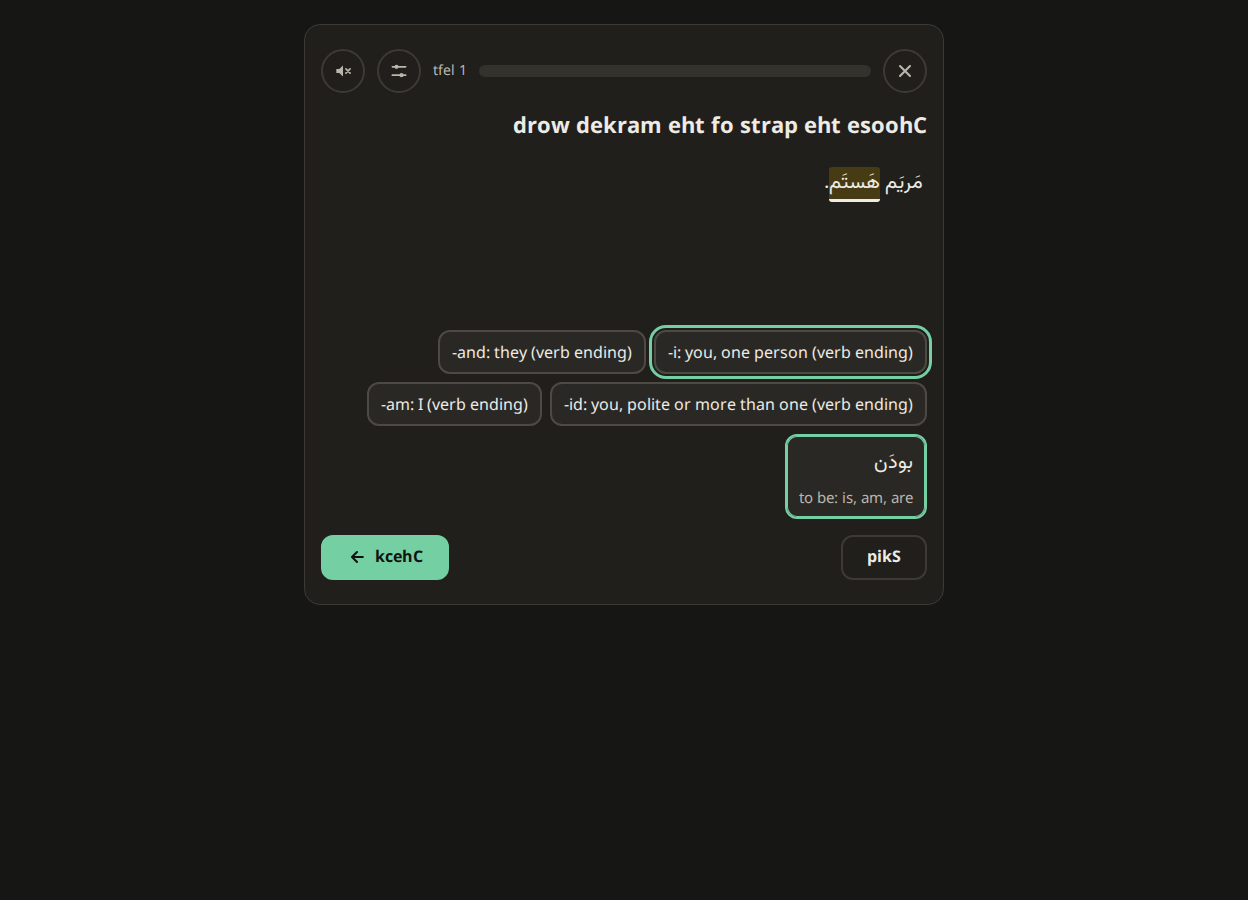 tfel 1
drow dekram eht fo strap eht esoohC
مَریَم هَستَم.
-i: you, one person (verb ending)
-and: they (verb ending)
-id: you, polite or more than one (verb ending)
-am: I (verb ending)
بودَن
to be: is, am, are
pikS
kcehC